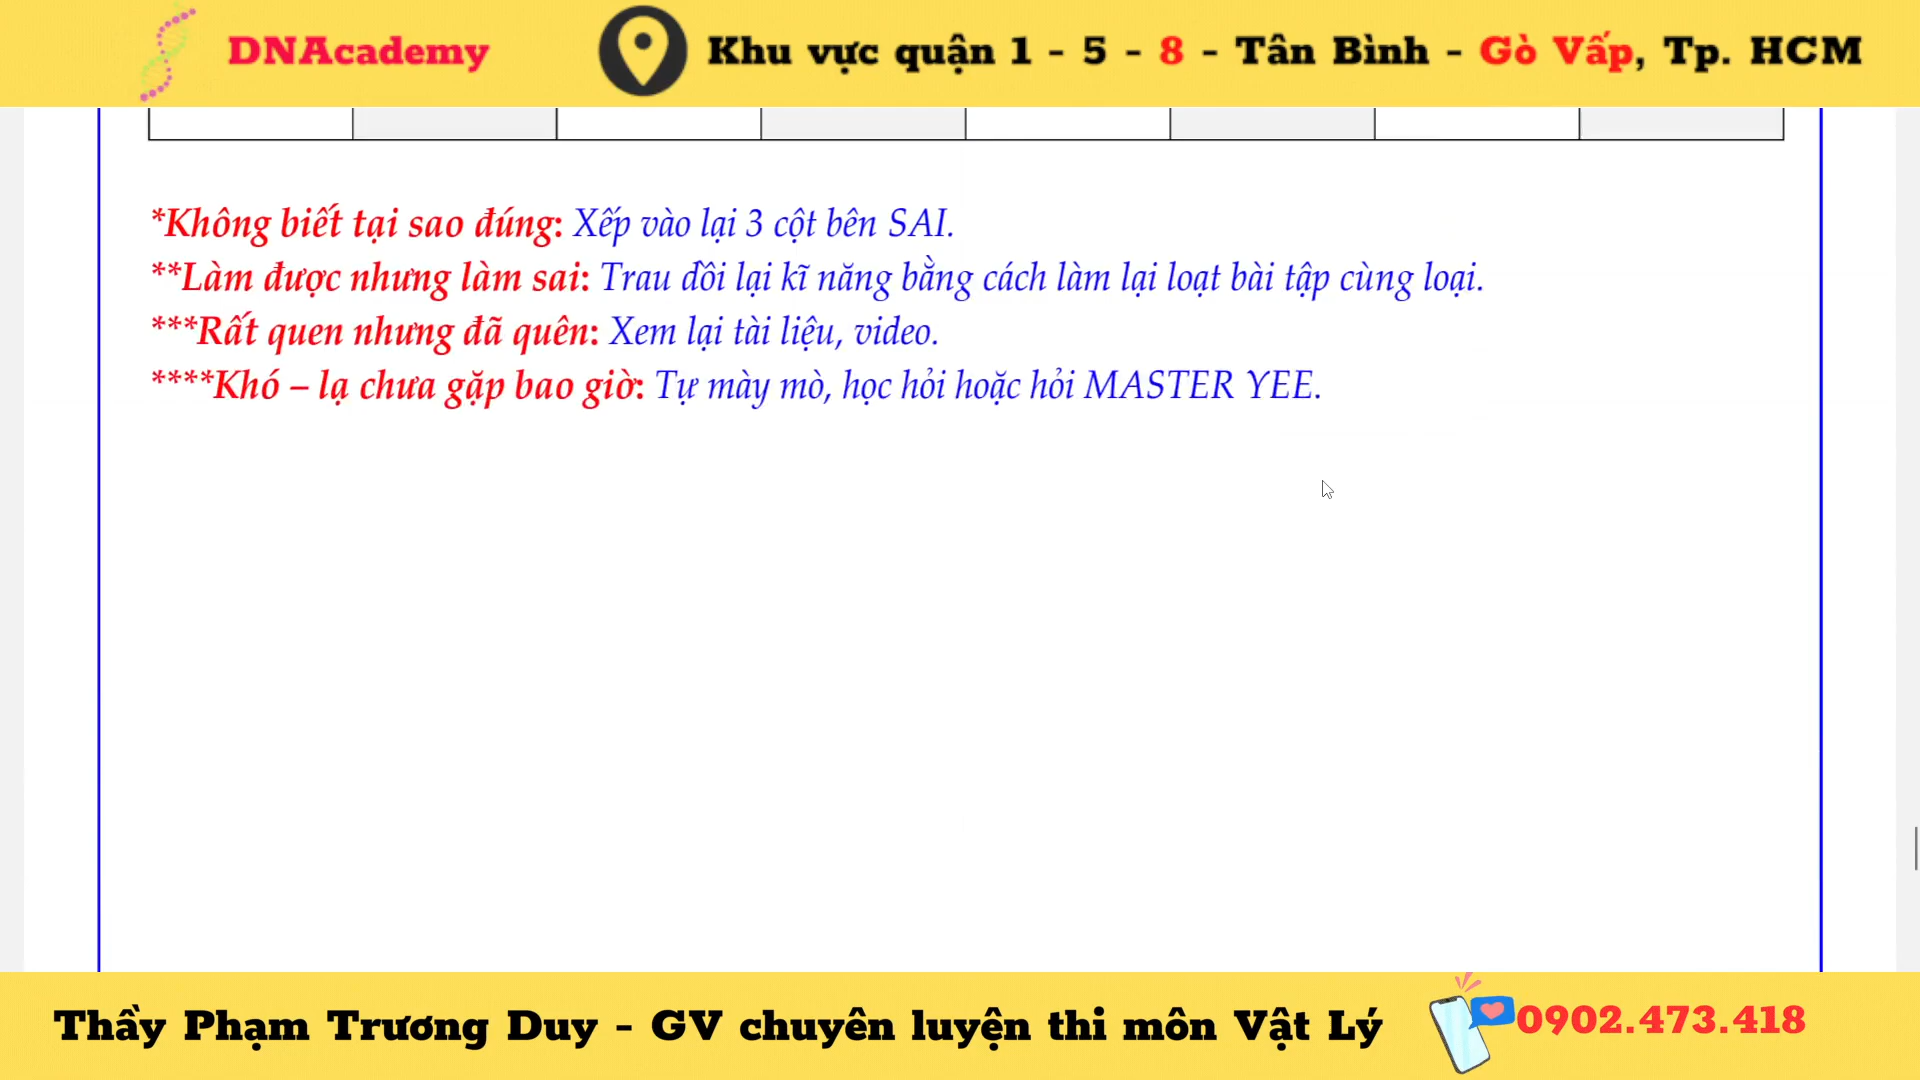 DNAcademy
Khu vực quận 1 - 5 - 8 - Tân Bình - Gò Vấp, Tp. HCM
*Không biết tại sao đúng: Xếp vào lại 3 cột bên SAI.
**Làm được nhưng làm sai: Trau dồi lại kĩ năng bằng cách làm lại loạt bài tập cùng loại.
***Rất quen nhưng đã quên: Xem lại tài liệu, video.
****Khó – lạ chưa gặp bao giờ: Tự mày mò, học hỏi hoặc hỏi MASTER YEE.
Thầy Phạm Trương Duy - GV chuyên luyện thi môn Vật Lý
0902.473.418